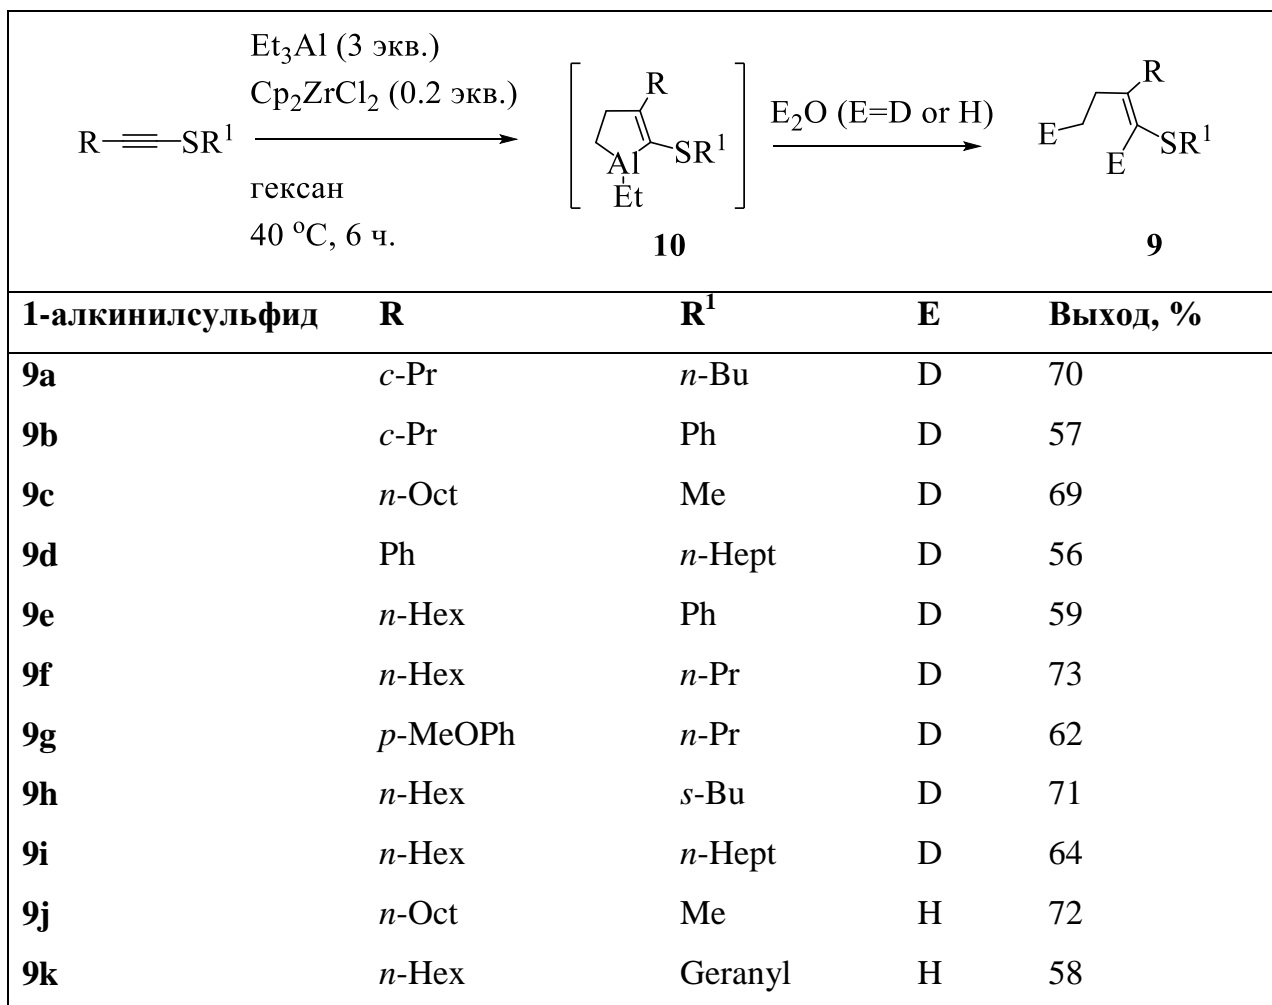 Et3Al (3 экв.)
Cp2ZrCl2 (0.2 экв.)
гексан
40 °C, 6 ч.
R
SR1
R
SR1
Al
Et
10
E2O (E=D or H)
R
E
E
SR1
9
1-алкинилсульфид R R1 E Выход, %
9a c-Pr n-Bu D 70
9b c-Pr Ph D 57
9c n-Oct Me D 69
9d Ph n-Hept D 56
9e n-Hex Ph D 59
9f n-Hex n-Pr D 73
9g p-MeOPh n-Pr D 62
9h n-Hex s-Bu D 71
9i n-Hex n-Hept D 64
9j n-Oct Me H 72
9k n-Hex Geranyl H 58